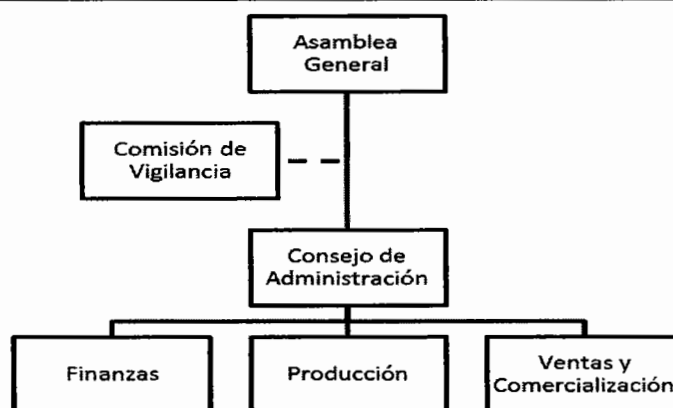 Asamblea
General
Comisión de
Vigilancia
Consejo de
Administración
Finanzas
Producción
Ventas y
Comercialización